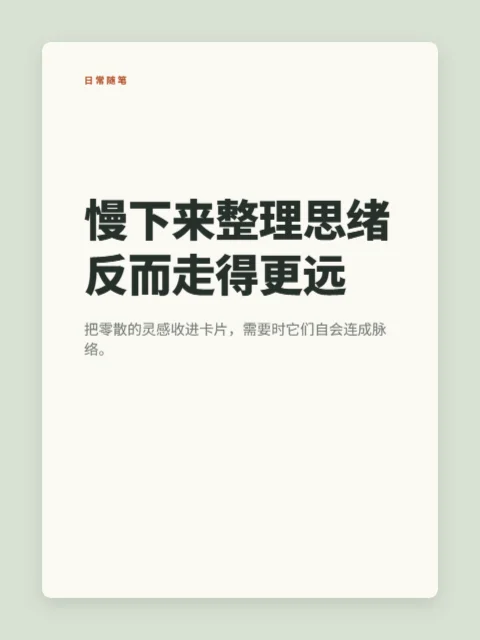 日常随笔
慢下来整理思绪
反而走得更远
把零散的灵感收进卡片，需要时它们自会连成脉
络。